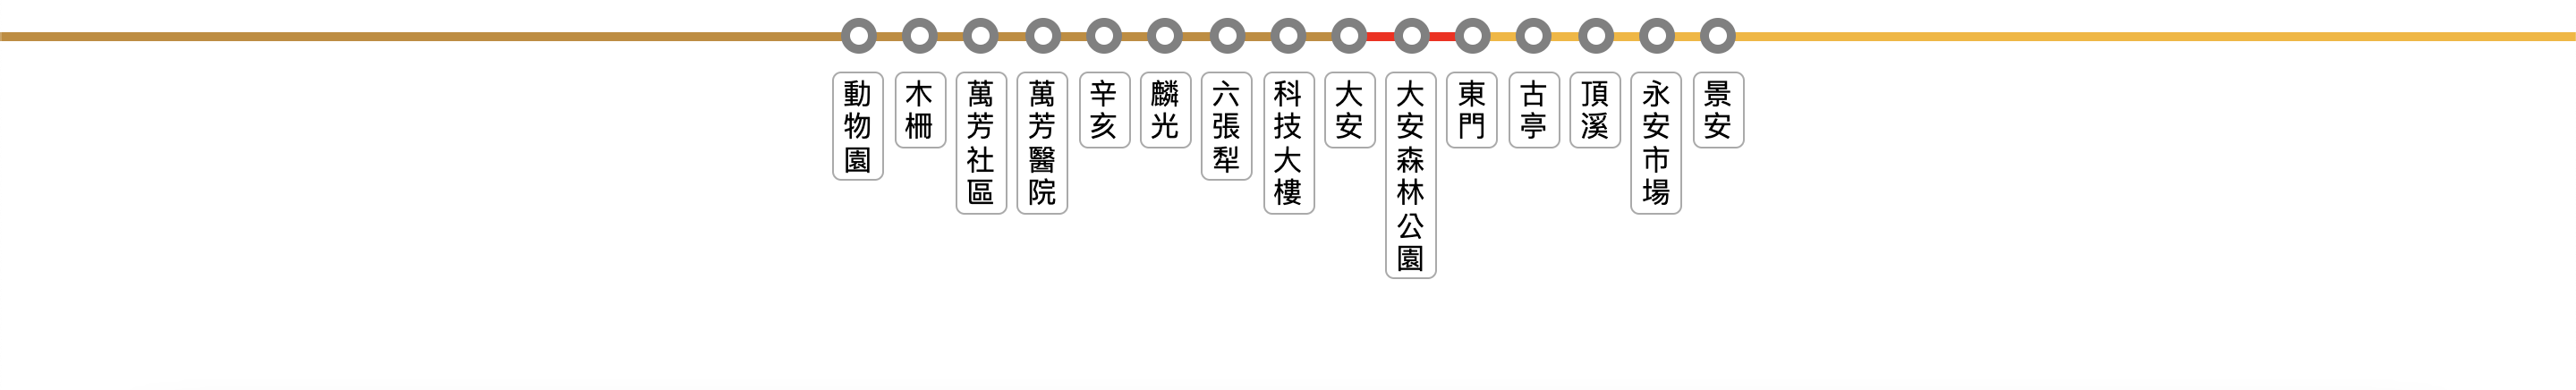 動物園
木柵
萬芳社區
萬芳醫院
辛亥
麟光
六張犁
科技大樓
大安
大安森林公園
東門
古亭
頂溪
永安市場
景安